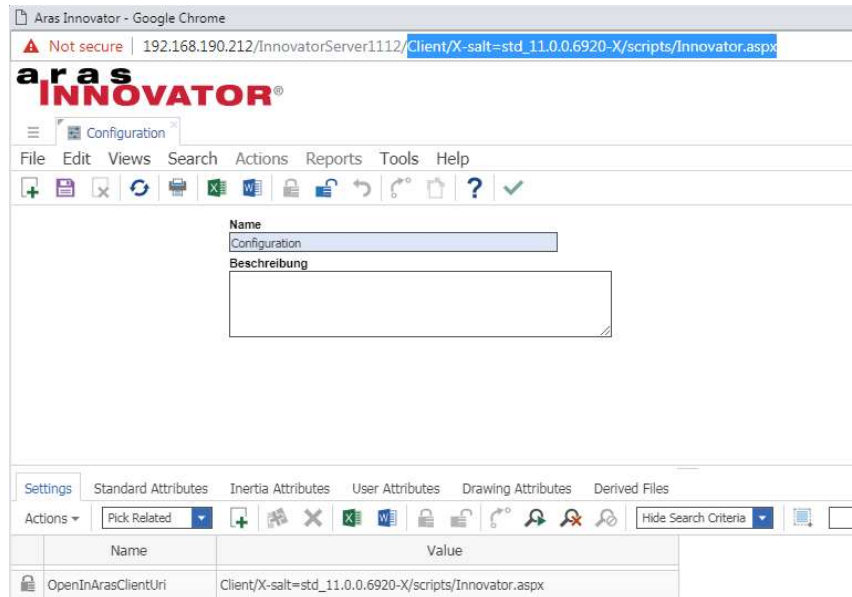 Aras Innovator - Google Chrome
Not secure | 192.168.190.212/InnovatorServer1112/Client/X-salt=std_11.0.0.6920-X/scripts/Innovator.aspx
aras
INNOVATOR®
Configuration
File Edit Views Search Actions Reports Tools Help
Name
Configuration
Beschreibung
Settings Standard Attributes Inertia Attributes User Attributes Drawing Attributes Derived Files
Actions Pick Related Hide Search Criteria
Name Value
OpenInArasClientUri Client/X-salt=std_11.0.0.6920-X/scripts/Innovator.aspx